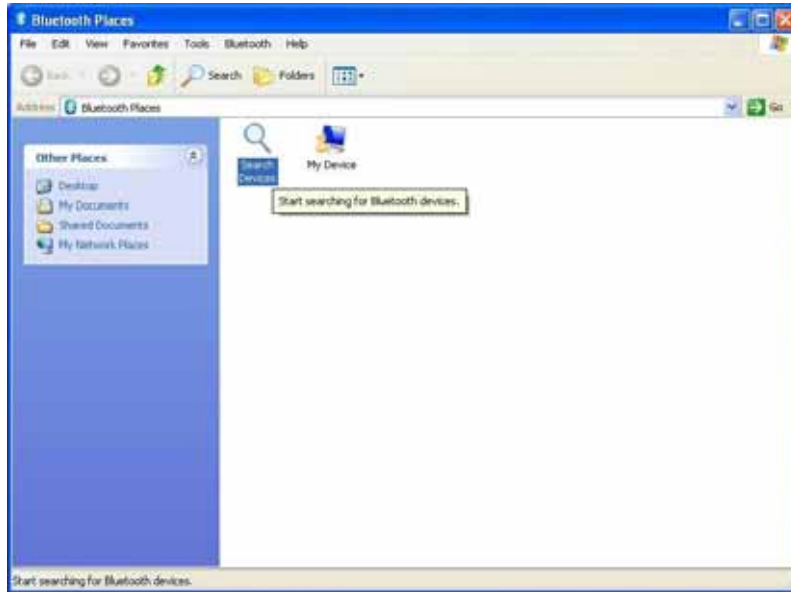 Bluetooth Places
File Edit View Favorites Tools Bluetooth Help
Back Search Folders
Address Bluetooth Places Go
Other Places
Desktop
My Documents
Shared Documents
My Network Places
Search Devices
My Device
Start searching for Bluetooth devices.
Start searching for Bluetooth devices.